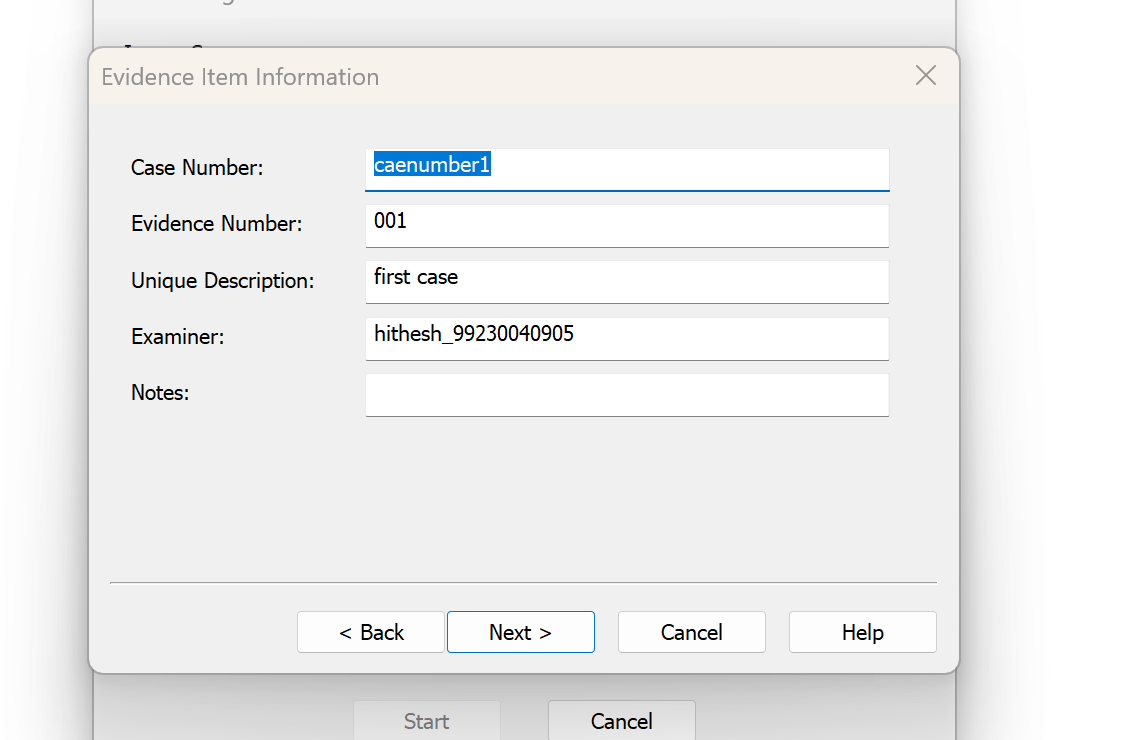 Evidence Item Information
Case Number: caenumber1
Evidence Number: 001
Unique Description: first case
Examiner: hithesh_99230040905
Notes:
< Back Next > Cancel Help
Start Cancel